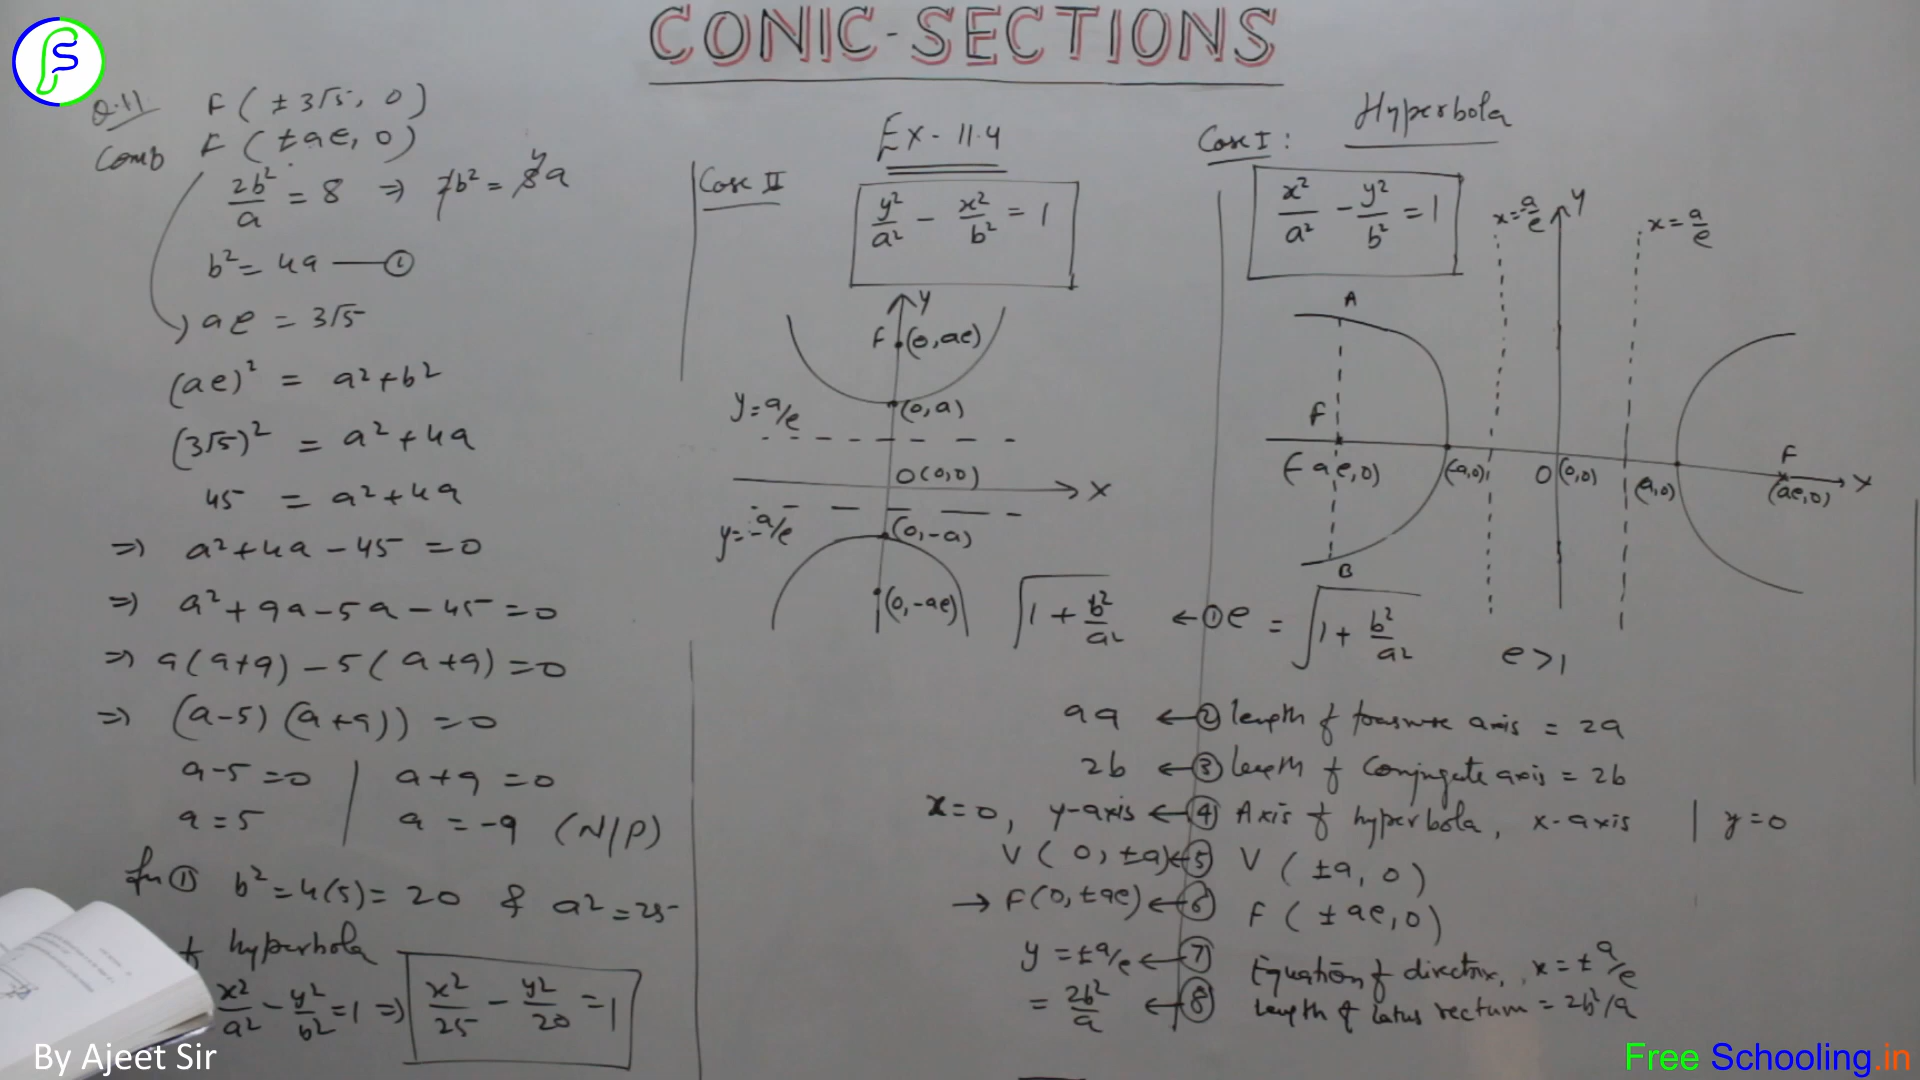 CONIC-SECTIONS
Q.11 F ( ± 3√5, 0 )
Comb F ( ±ae, 0 )
2b²/a = 8 ⇒ 2b² = 8a 4
b² = 4a — ①
ae = 3√5
(ae)² = a²+b²
(3√5)² = a²+4a
45 = a²+4a
⇒ a²+4a-45 = 0
⇒ a²+9a-5a-45 = 0
⇒ a(a+9) - 5(a+9) = 0
⇒ (a-5)(a+9)) = 0
a-5 = 0 | a+9 = 0
a = 5 | a = -9 (N/P)
① b² = 4(5) = 20 & a² = 25
of hyperbola
x²/a² - y²/b² = 1 ⇒ x²/25 - y²/20 = 1
Ex - 11.4
Case II
y²/a² - x²/b² = 1
Y
F (0, ae)
(0, a)
y = a/e
O(0,0)
X
y = -a/e
(0, -a)
(0, -ae)
Hyperbola
Case I :
x²/a² - y²/b² = 1
x = -a/e
Y
x = a/e
A
F
(-ae, 0)
(-a, 0)
O (0,0)
(a, 0)
F
(ae, 0)
X
B
√1 + b²/a² ← ① e = √1 + b²/a² e > 1
aa ← ② length of transverse axis = 2a
2b ← ③ length of Conjugate axis = 2b
x = 0, y-axis ← ④ Axis of hyperbola, x-axis | y = 0
V ( 0, ±a) ← ⑤ V ( ±a, 0 )
→ F(0, ±ae) ← ⑥ F ( ±ae, 0 )
y = ±a/e ← ⑦ Equation of directrix, x = ± a/e
= 2b²/a ← ⑧ length of Latus rectum = 2b²/a
By Ajeet Sir
Free Schooling.in